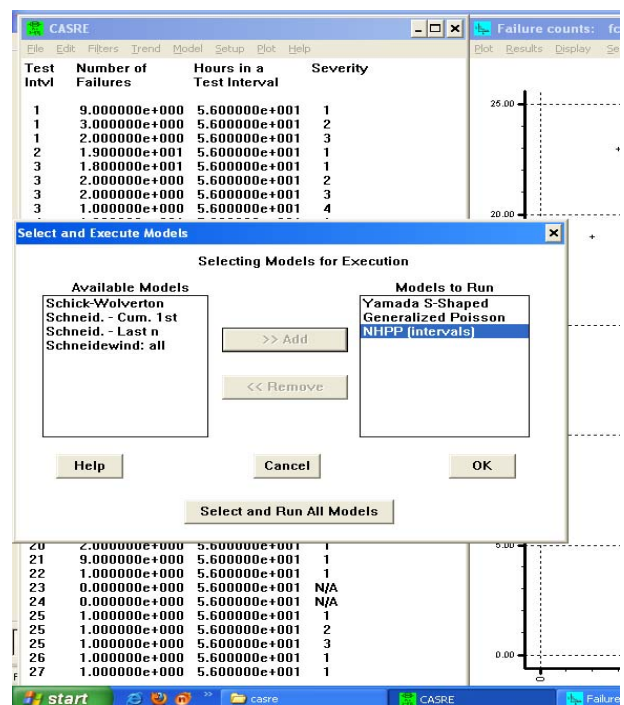 CASRE
File Edit Filters Trend Model Setup Plot Help
Test Number of Hours in a Severity
Intvl Failures Test Interval
1 9.000000e+000 5.600000e+001 1
1 3.000000e+000 5.600000e+001 2
1 2.000000e+000 5.600000e+001 3
2 1.900000e+001 5.600000e+001 1
3 1.800000e+001 5.600000e+001 1
3 2.000000e+000 5.600000e+001 2
3 2.000000e+000 5.600000e+001 3
3 1.000000e+000 5.600000e+001 4
Failure counts: fc
Plot Results Display Se
25.00
20.00
Select and Execute Models
Selecting Models for Execution
Available Models
Schick-Wolverton
Schneid. - Cum. 1st
Schneid. - Last n
Schneidewind: all
>> Add
<< Remove
Models to Run
Yamada S-Shaped
Generalized Poisson
NHPP (intervals)
Help Cancel OK
Select and Run All Models
20 2.000000e+000 5.600000e+001 1
21 9.000000e+000 5.600000e+001 1
22 1.000000e+000 5.600000e+001 1
23 0.000000e+000 5.600000e+001 N/A
24 0.000000e+000 5.600000e+001 N/A
25 1.000000e+000 5.600000e+001 1
25 1.000000e+000 5.600000e+001 2
25 1.000000e+000 5.600000e+001 3
26 1.000000e+000 5.600000e+001 1
27 1.000000e+000 5.600000e+001 1
5.00
0.00
0
start » casre CASRE Failure